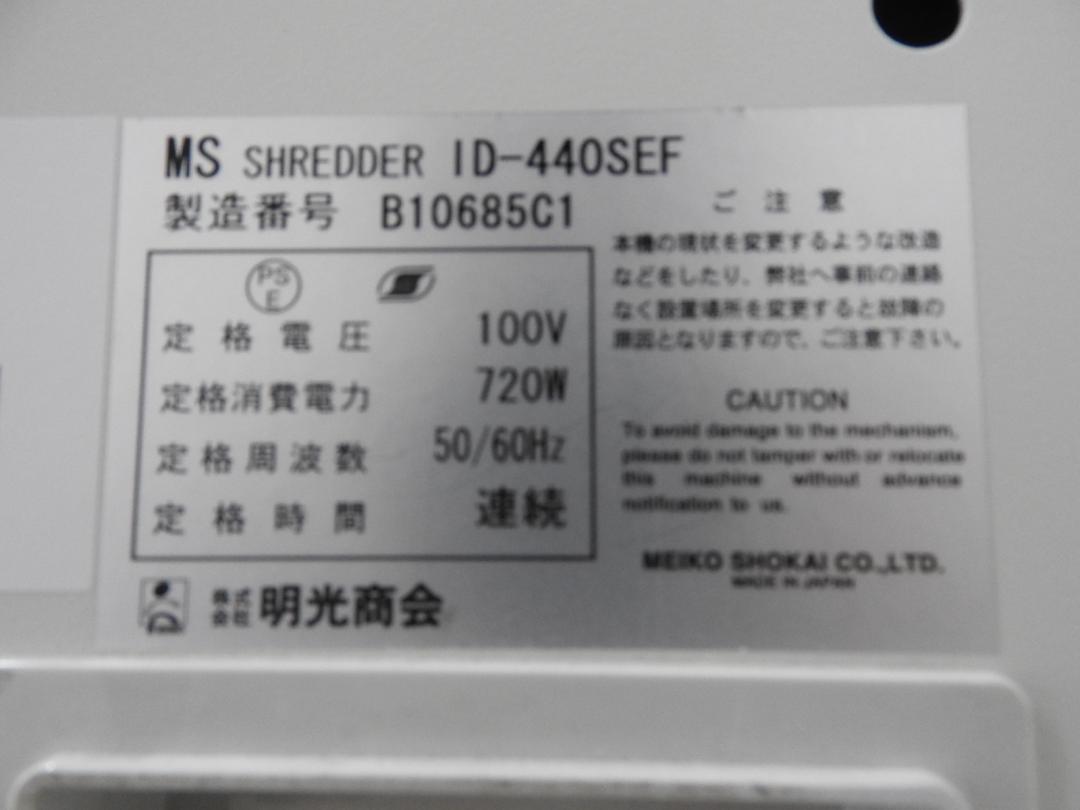 MS SHREDDER ID-440SEF
製造番号 B10685C1
PS
E
定格電圧 100V
定格消費電力 720W
定格周波数 50/60Hz
定格時間 連続
株式会社 明光商会
ご注意
本機の現状を変更するような改造
などをしたり、弊社へ事前の連絡
なく設置場所を変更すると故障の
原因となりますので、ご注意下さい。
CAUTION
To avoid damage to the mechanism,
please do not tamper with or relocate
this machine without advance
notification to us.
MEIKO SHOKAI CO.,LTD.
MADE IN JAPAN